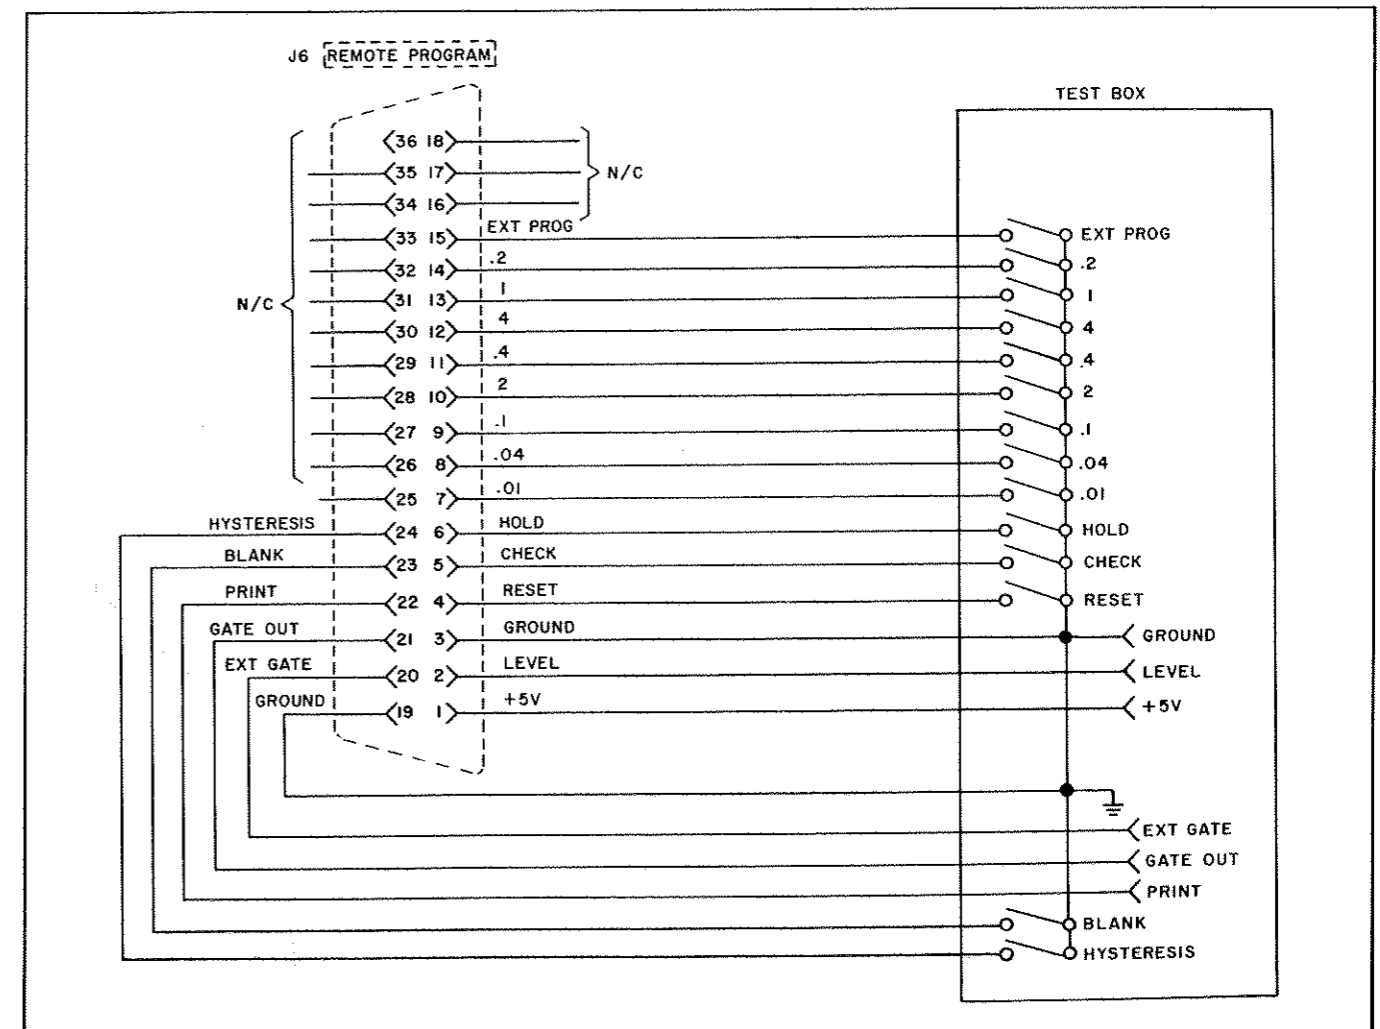 J6 REMOTE PROGRAM
TEST BOX
36 18
35 17 N/C
34 16
33 15 EXT PROG EXT PROG
32 14 .2 .2
N/C 31 13 1 1
30 12 4 4
29 11 .4 .4
28 10 2 2
27 9 .1 .1
26 8 .04 .04
25 7 .01 .01
HYSTERESIS 24 6 HOLD HOLD
BLANK 23 5 CHECK CHECK
PRINT 22 4 RESET RESET
GATE OUT 21 3 GROUND GROUND
EXT GATE 20 2 LEVEL LEVEL
GROUND 19 1 +5V +5V
EXT GATE
GATE OUT
PRINT
BLANK
HYSTERESIS